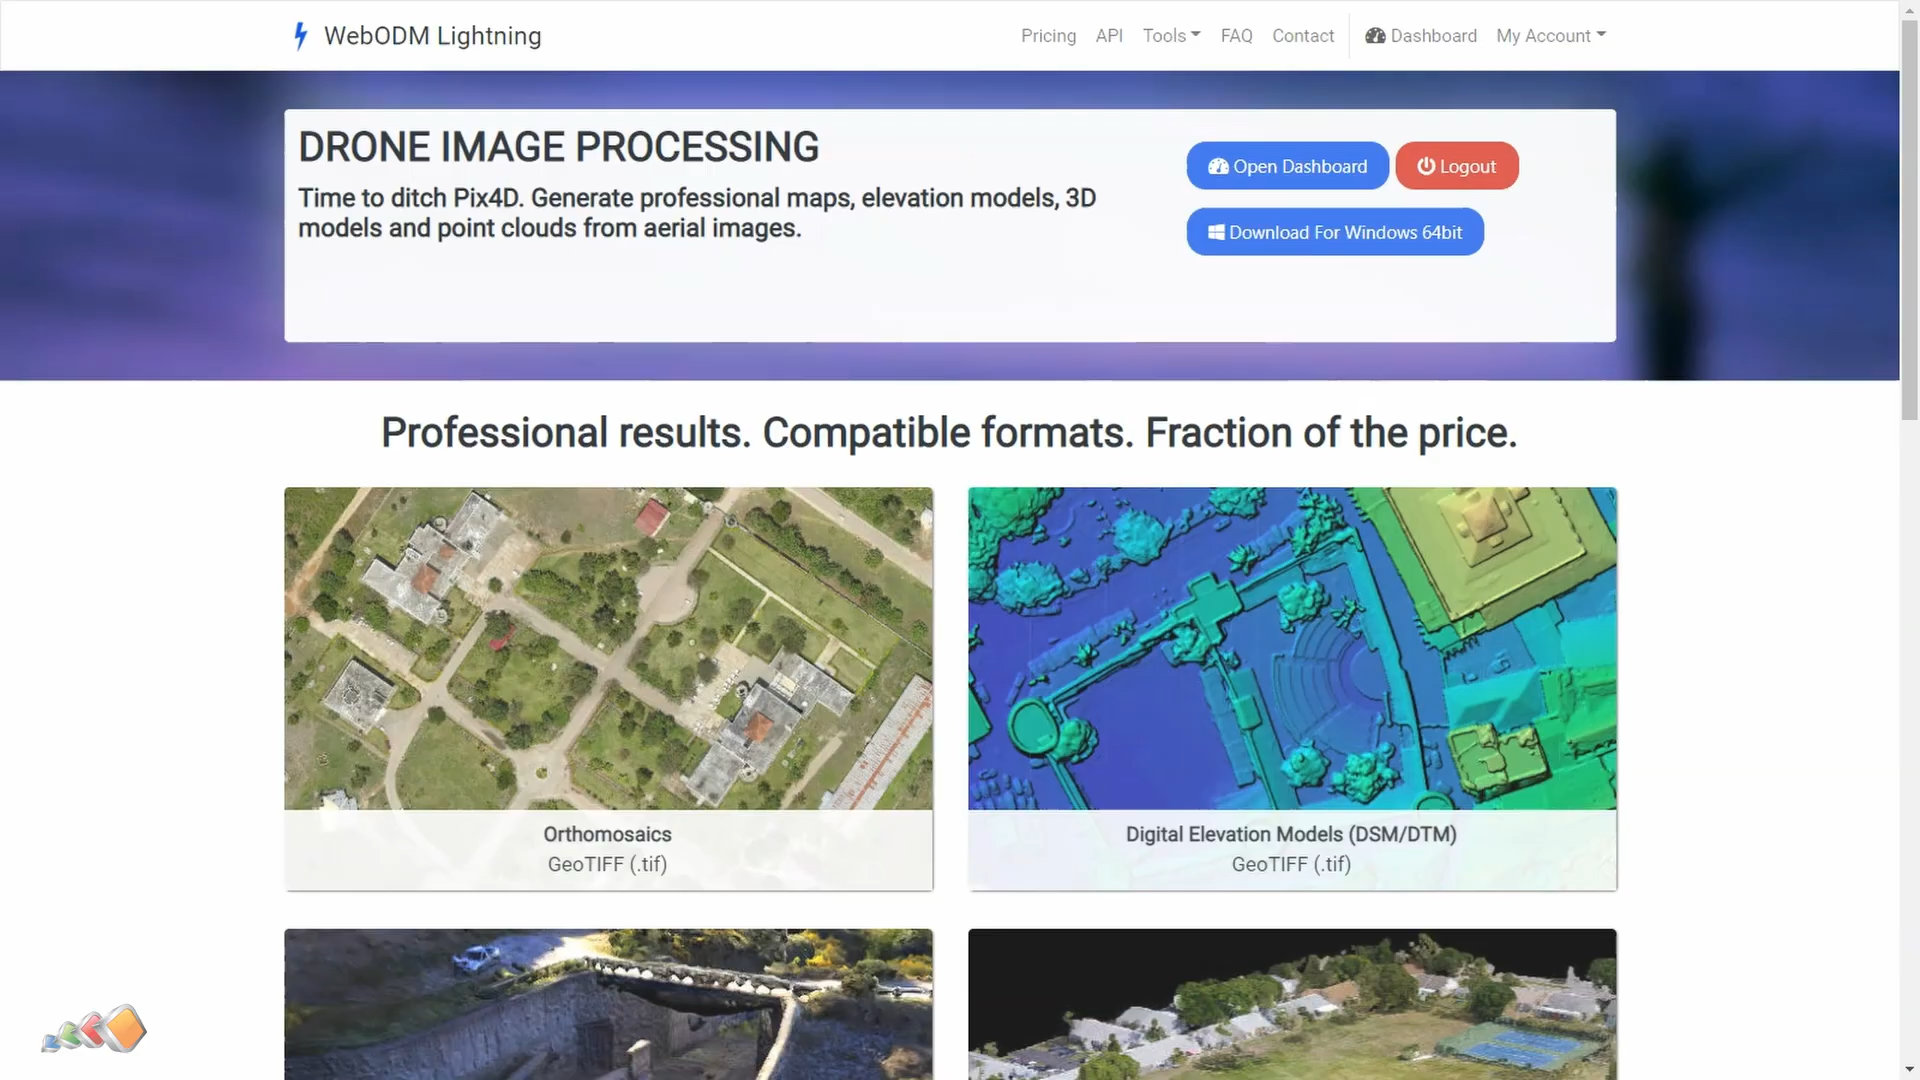 WebODM Lightning
Pricing
API
Tools
FAQ
Contact
Dashboard
My Account
DRONE IMAGE PROCESSING
Time to ditch Pix4D. Generate professional maps, elevation models, 3D
models and point clouds from aerial images.
Open Dashboard
Logout
Download For Windows 64bit
Professional results. Compatible formats. Fraction of the price.
Orthomosaics
GeoTIFF (.tif)
Digital Elevation Models (DSM/DTM)
GeoTIFF (.tif)